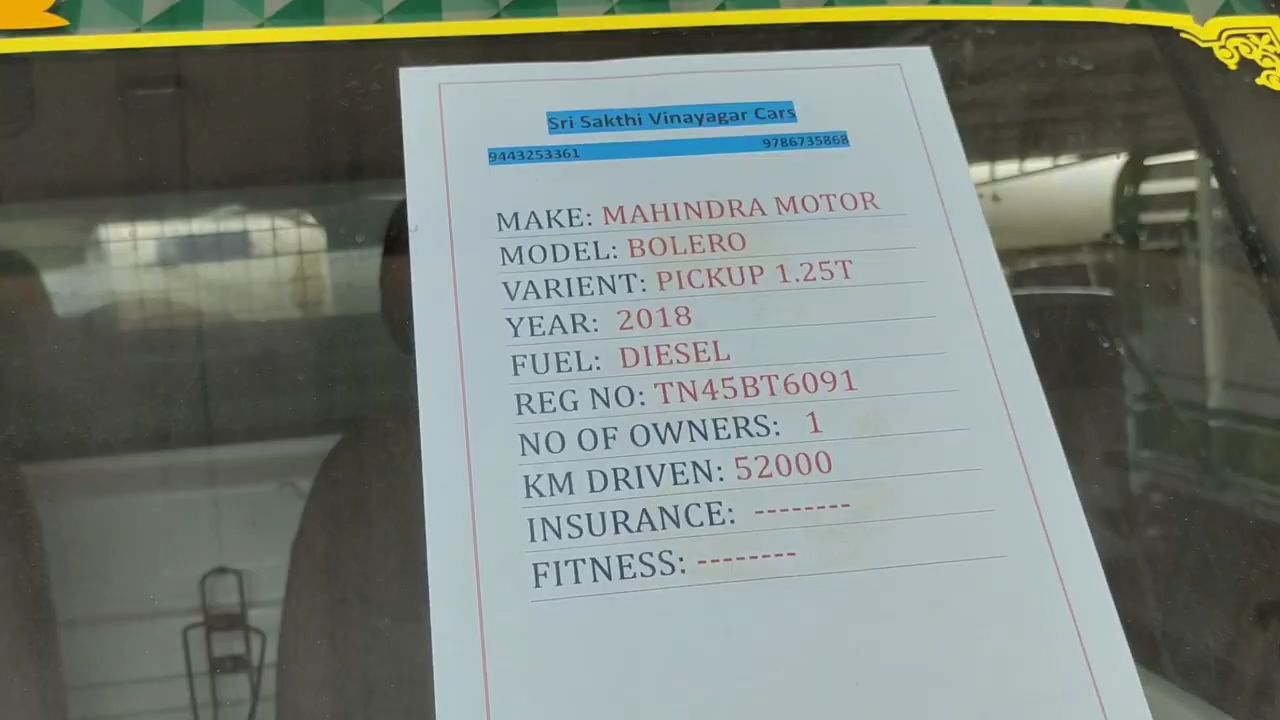 Sri Sakthi Vinayagar Cars
9443253361 9786735868
MAKE: MAHINDRA MOTOR
MODEL: BOLERO
VARIENT: PICKUP 1.25T
YEAR: 2018
FUEL: DIESEL
REG NO: TN45BT6091
NO OF OWNERS: 1
KM DRIVEN: 52000
INSURANCE: --------
FITNESS: --------